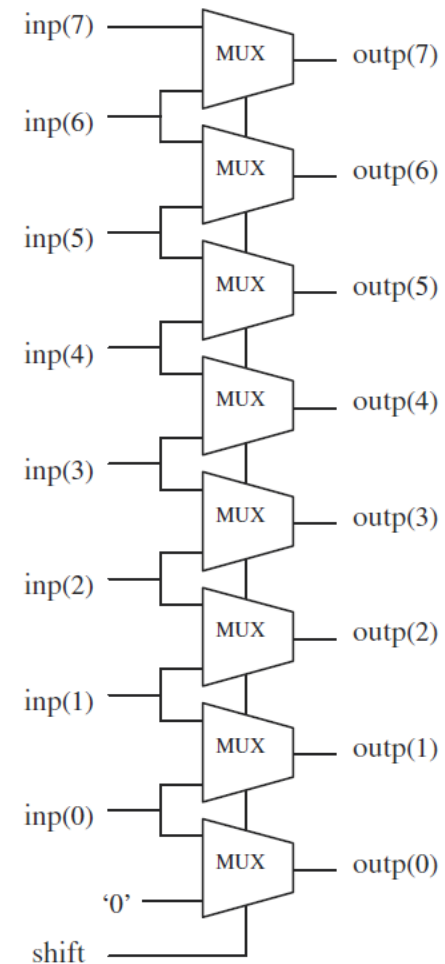 inp(7) MUX outp(7)
inp(6) MUX outp(6)
inp(5) MUX outp(5)
inp(4) MUX outp(4)
inp(3) MUX outp(3)
inp(2) MUX outp(2)
inp(1) MUX outp(1)
inp(0) MUX outp(0)
‘0’
shift